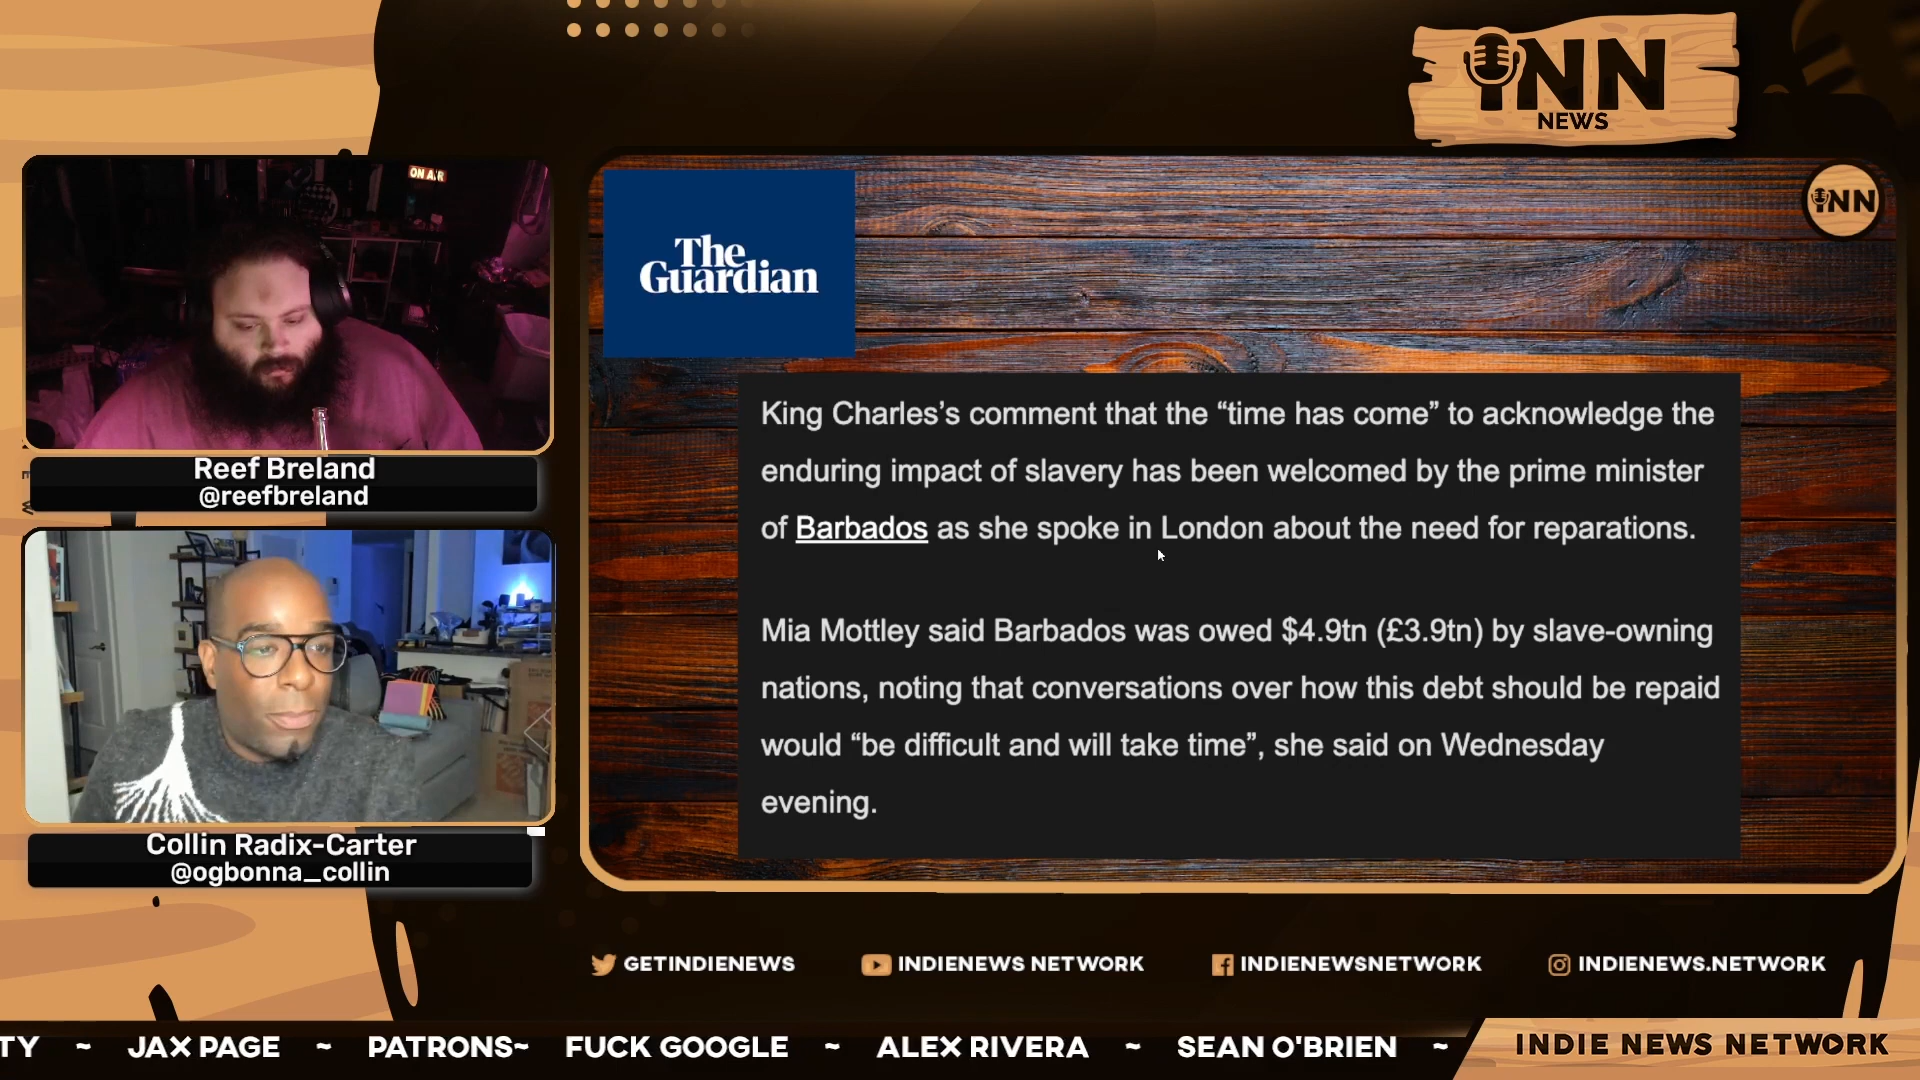 iNN
NEWS
ON AIR
iNN
The
Guardian
King Charles’s comment that the “time has come” to acknowledge the
enduring impact of slavery has been welcomed by the prime minister
of Barbados as she spoke in London about the need for reparations.
Mia Mottley said Barbados was owed $4.9tn (£3.9tn) by slave-owning
nations, noting that conversations over how this debt should be repaid
would “be difficult and will take time”, she said on Wednesday
evening.
Reef Breland
@reefbreland
Collin Radix-Carter
@ogbonna_collin
GETINDIENEWS
INDIENEWS NETWORK
INDIENEWSNETWORK
INDIENEWS.NETWORK
TY ~ JAX PAGE ~ PATRONS~ FUCK GOOGLE ~ ALEX RIVERA ~ SEAN O'BRIEN ~
INDIE NEWS NETWORK